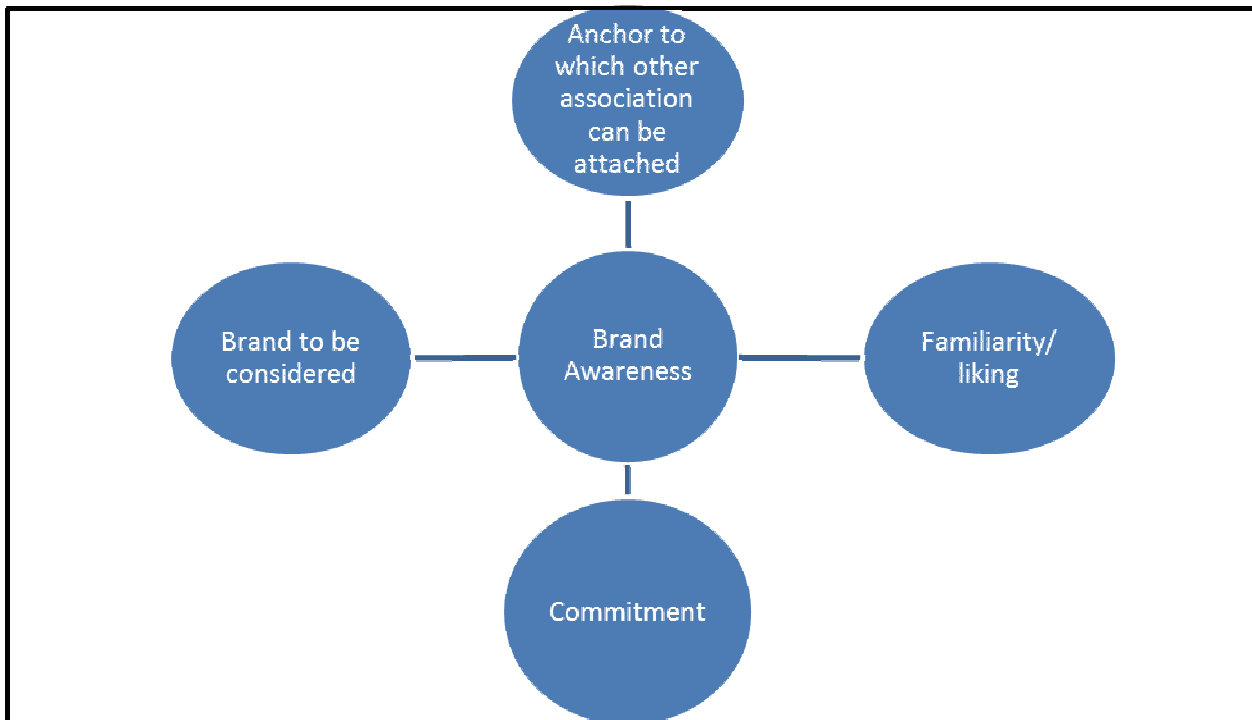 Anchor to
which other
association
can be
attached
Brand to be
considered
Brand
Awareness
Familiarity/
liking
Commitment